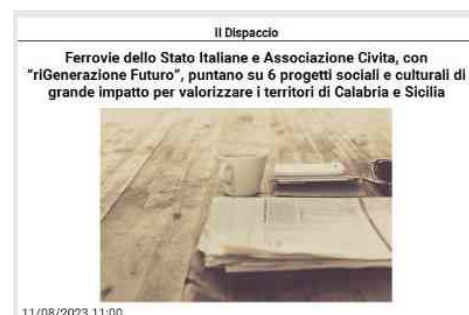 Il Dispaccio
Ferrovie dello Stato Italiane e Associazione Civita, con
"riGenerazione Futuro", puntano su 6 progetti sociali e culturali di
grande impatto per valorizzare i territori di Calabria e Sicilia
11/08/2023 11:00